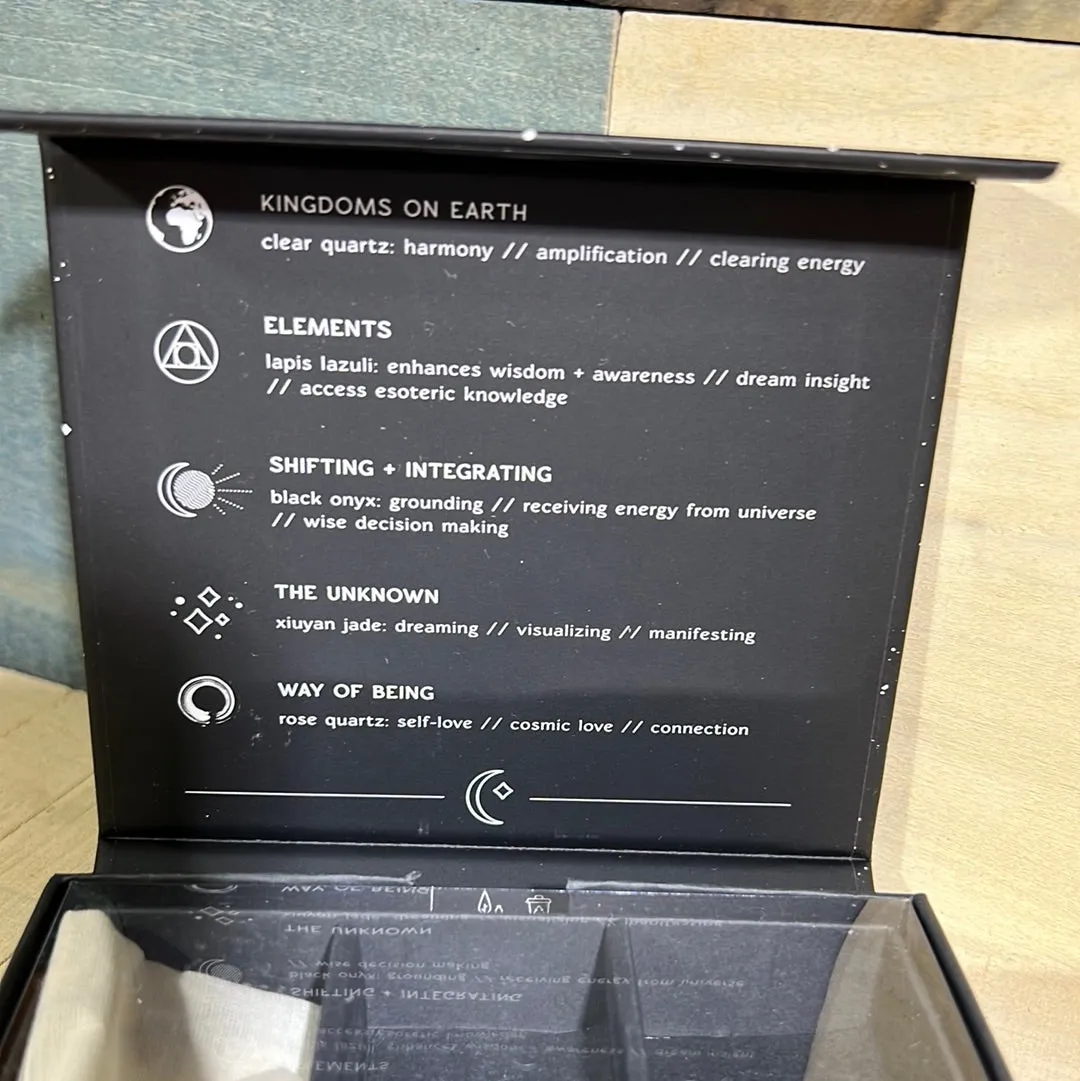 KINGDOMS ON EARTH
clear quartz: harmony // amplification // clearing energy
ELEMENTS
lapis lazuli: enhances wisdom + awareness // dream insight
// access esoteric knowledge
SHIFTING + INTEGRATING
black onyx: grounding // receiving energy from universe
// wise decision making
THE UNKNOWN
xiuyan jade: dreaming // visualizing // manifesting
WAY OF BEING
rose quartz: self-love // cosmic love // connection